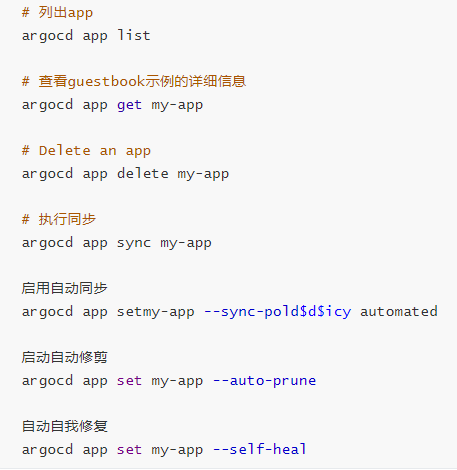 # 列出app
argocd app list
# 查看guestbook示例的详细信息
argocd app get my-app
# Delete an app
argocd app delete my-app
# 执行同步
argocd app sync my-app
启用自动同步
argocd app setmy-app --sync-pold$d$icy automated
启动自动修剪
argocd app set my-app --auto-prune
自动自我修复
argocd app set my-app --self-heal